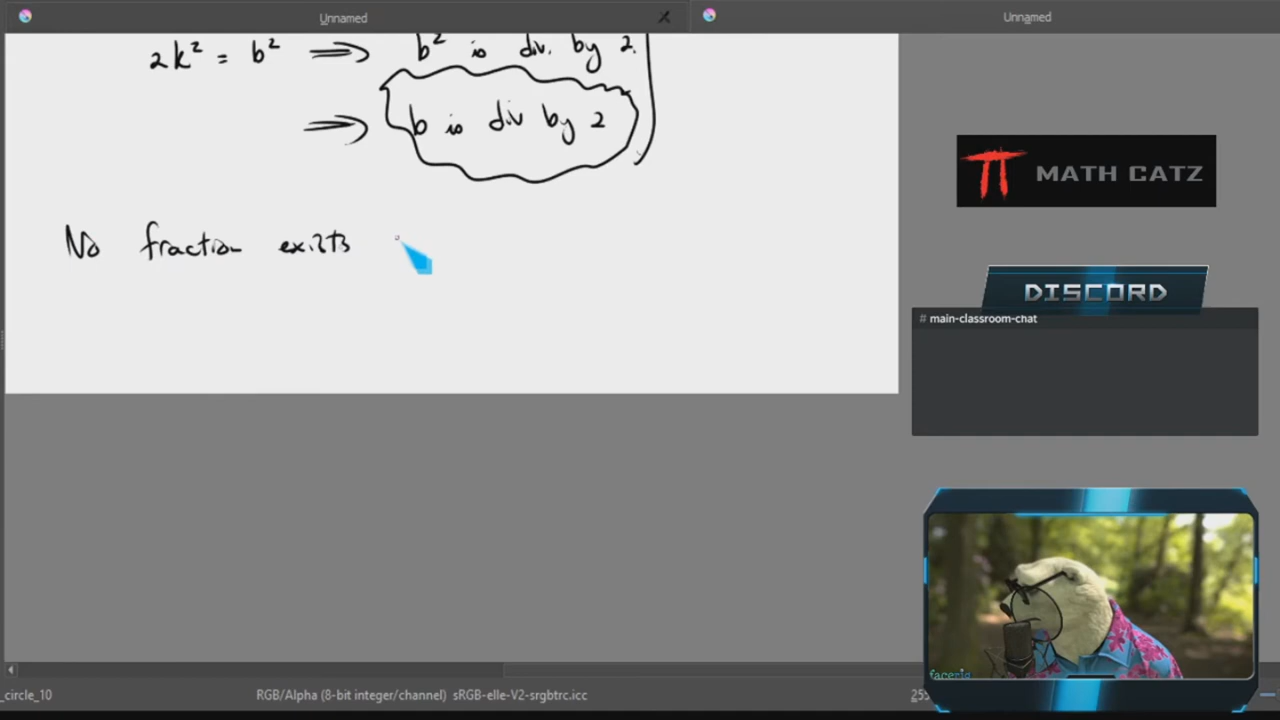 Unnamed
Unnamed
2k² = b² ⟹ b² is div. by 2.
⟹ b is div by 2
No fraction exists
π MATH CATZ
DISCORD
# main-classroom-chat
facerig
_circle_10
RGB/Alpha (8-bit integer/channel) sRGB-elle-V2-srgbtrc.icc